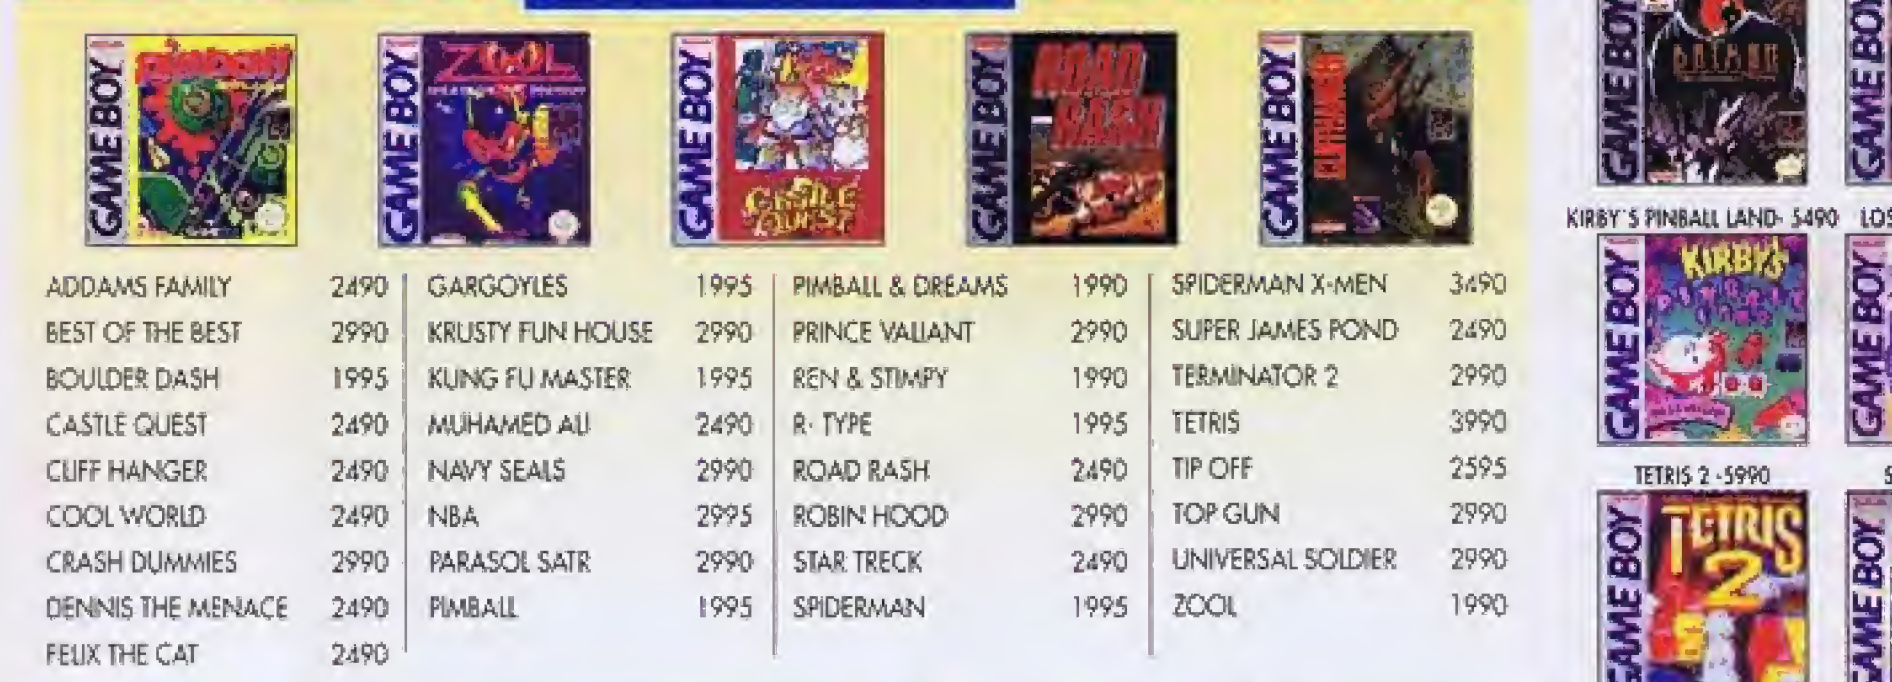 GAME BOY
GAME BOY
ZOOL
GAME BOY
CASTLE QUEST
GAME BOY
ROAD RASH
GAME BOY
CLIFFHANGER
ADDAMS FAMILY 2490
BEST OF THE BEST 2990
BOULDER DASH 1995
CASTLE QUEST 2490
CLIFF HANGER 2490
COOL WORLD 2490
CRASH DUMMIES 2990
DENNIS THE MENACE 2490
FELIX THE CAT 2490
GARGOYLES 1995
KRUSTY FUN HOUSE 2990
KUNG FU MASTER 1995
MUHAMED ALI 2490
NAVY SEALS 2990
NBA 2995
PARASOL SATR 2990
PIMBALL 1995
PIMBALL & DREAMS 1990
PRINCE VALIANT 2990
REN & STIMPY 1990
R- TYPE 1995
ROAD RASH 2490
ROBIN HOOD 2990
STAR TRECK 2490
SPIDERMAN 1995
SPIDERMAN X-MEN 3490
SUPER JAMES POND 2490
TERMINATOR 2 2990
TETRIS 3990
TIP OFF 2595
TOP GUN 2990
UNIVERSAL SOLDIER 2990
ZOOL 1990
GAME BOY
BATMAN
GAME BOY
KIRBY'S PINBALL LAND- 5490 LOS
GAME BOY
KIRBY'S
PINBALL
LAND
GAME BOY
TETRIS 2 -5990
GAME BOY
TETRIS
2
GAME BOY